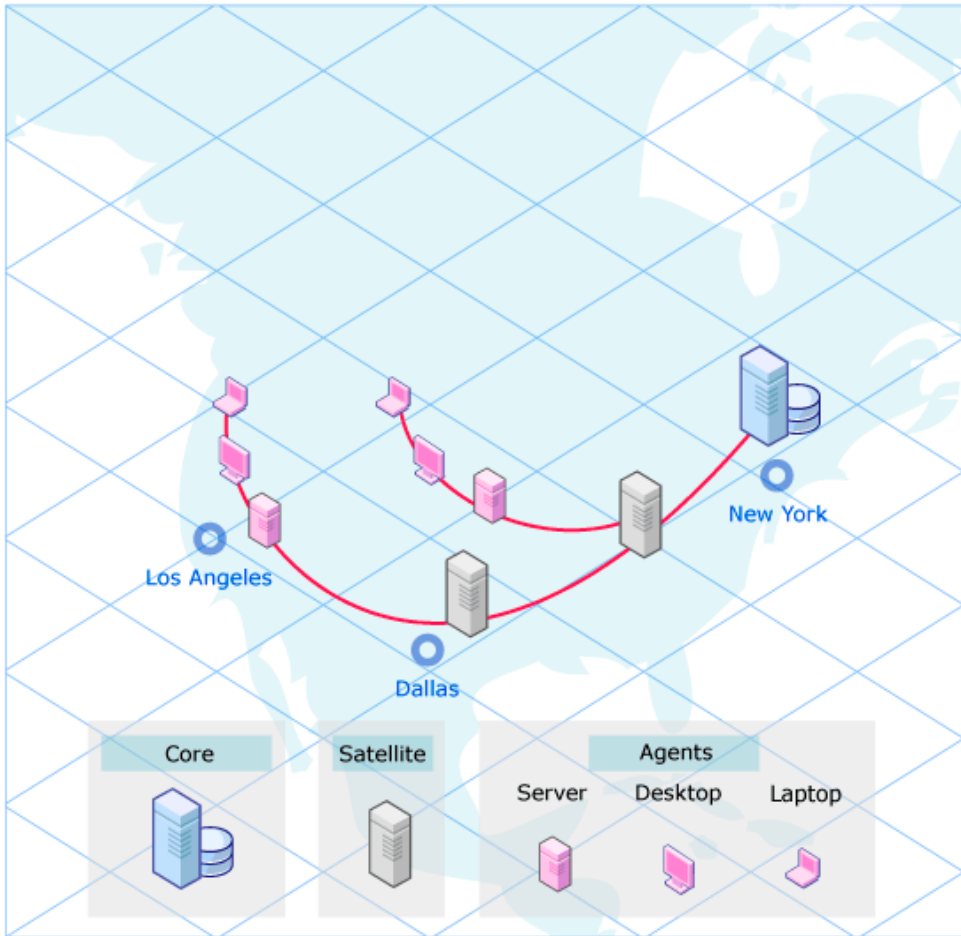 New York
Los Angeles
Dallas
Core
Satellite
Agents
Server
Desktop
Laptop